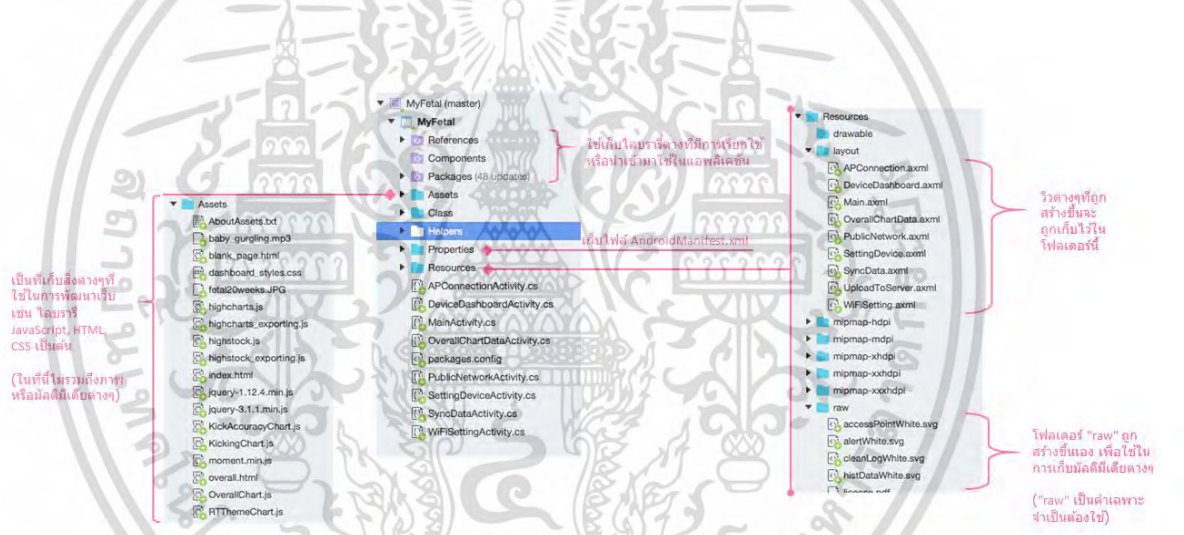 เป็นที่เก็บสิ่งต่างๆที่
ใช่ในการพัฒนาเว็บ
เช่น ไลบรารี
JavaScript, HTML,
CSS เป็นต้น
(ในที่นี้ไม่รวมถึงภาพ
หรือมัลติมีเดียต่างๆ)
Assets
AboutAssets.txt
baby_gurgling.mp3
blank_page.html
dashboard_styles.css
fetal20weeks.JPG
highcharts.js
highcharts_exporting.js
highstock.js
highstock_exporting.js
index.html
jquery-1.12.4.min.js
jquery-3.1.1.min.js
KickAccuracyChart.js
KickingChart.js
moment.min.js
overall.html
OverallChart.js
RTThemeChart.js
MyFetal (master)
MyFetal
References
Components
Packages (48 updates)
Assets
Class
Helpers
Properties
Resources
APConnectionActivity.cs
DeviceDashboardActivity.cs
MainActivity.cs
OverallChartDataActivity.cs
packages.config
PublicNetworkActivity.cs
SettingDeviceActivity.cs
SyncDataActivity.cs
WiFiSettingActivity.cs
ใช้เก็บไลบรารี่ต่างที่มีการเรียกใช้
หรือนำเข้ามาใช้ในแอพลิเคชัน
เก็บไฟล์ AndroidManifest.xml
Resources
drawable
layout
APConnection.axml
DeviceDashboard.axml
Main.axml
OverallChartData.axml
PublicNetwork.axml
SettingDevice.axml
SyncData.axml
UploadToServer.axml
WiFiSetting.axml
mipmap-hdpi
mipmap-mdpi
mipmap-xhdpi
mipmap-xxhdpi
mipmap-xxxhdpi
raw
accessPointWhite.svg
alertWhite.svg
cleanLogWhite.svg
histDataWhite.svg
license.pdf
วิวต่างๆที่ถูก
สร้างขึ้นจะ
ถูกเก็บไว้ใน
โฟลเดอร์นี้
โฟลเดอร์ "raw" ถูก
สร้างขึ้นเอง เพื่อใช้ใน
การเก็บมัลติมีเดียต่างๆ
("raw" เป็นค่าเฉพาะ
จำเป็นต้องใช้)